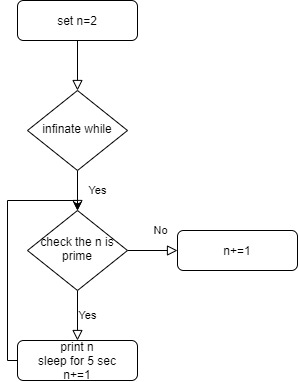 set n=2
infinate while
Yes
check the n is
prime
No
n+=1
Yes
print n
sleep for 5 sec
n+=1